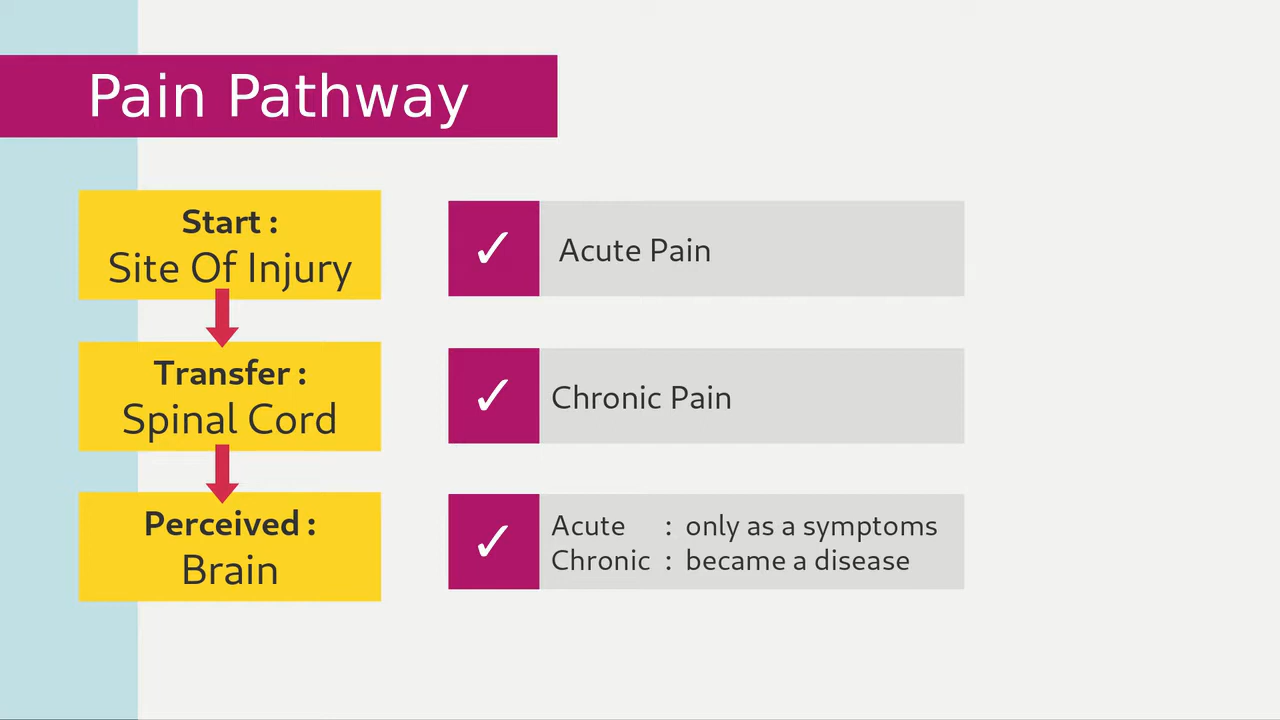 Pain Pathway
Start :
Site Of Injury
Transfer :
Spinal Cord
Perceived :
Brain
✓ Acute Pain
✓ Chronic Pain
✓ Acute : only as a symptoms
Chronic : became a disease